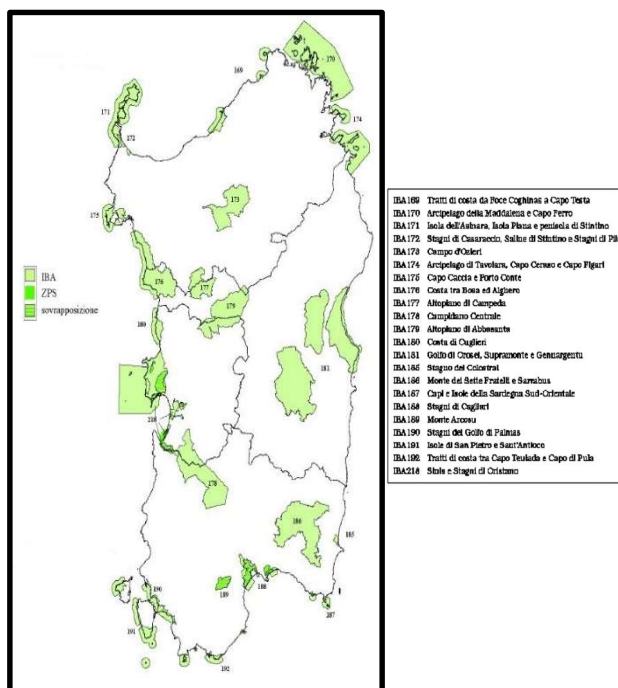 169
170
171
172
174
173
175
176
177
179
180
181
IBA
ZPS
sovrapposizione
218
178
186
185
189
188
190
191
192
IBA169 Tratti di costa da Foce Coghinas a Capo Testa
IBA170 Arcipelago della Maddalena e Capo Ferro
IBA171 Isola dell'Asinara, Isola Piana e penisola di Stintino
IBA172 Stagni di Casaraccio, Saline di Stintino e Stagni di Pil
IBA173 Campo d'Ozieri
IBA174 Arcipelago di Tavolara, Capo Ceraso e Capo Figari
IBA175 Capo Caccia e Porto Conte
IBA176 Costa tra Bosa ed Alghero
IBA177 Altopiano di Campeda
IBA178 Campidano Centrale
IBA179 Altopiano di Abbasanta
IBA180 Costa di Cuglieri
IBA181 Golfo di Orosei, Supramonte e Gennargentu
IBA185 Stagno dei Colostrai
IBA186 Monte dei Sette Fratelli e Sarrabus
IBA187 Capi e Isole della Sardegna Sud-Orientale
IBA188 Stagni di Cagliari
IBA189 Monte Arcosu
IBA190 Stagni del Golfo di Palmas
IBA191 Isole di San Pietro e Sant'Antioco
IBA192 Tratti di costa tra Capo Teulada e Capo di Pula
IBA218 Sinis e Stagni di Oristano